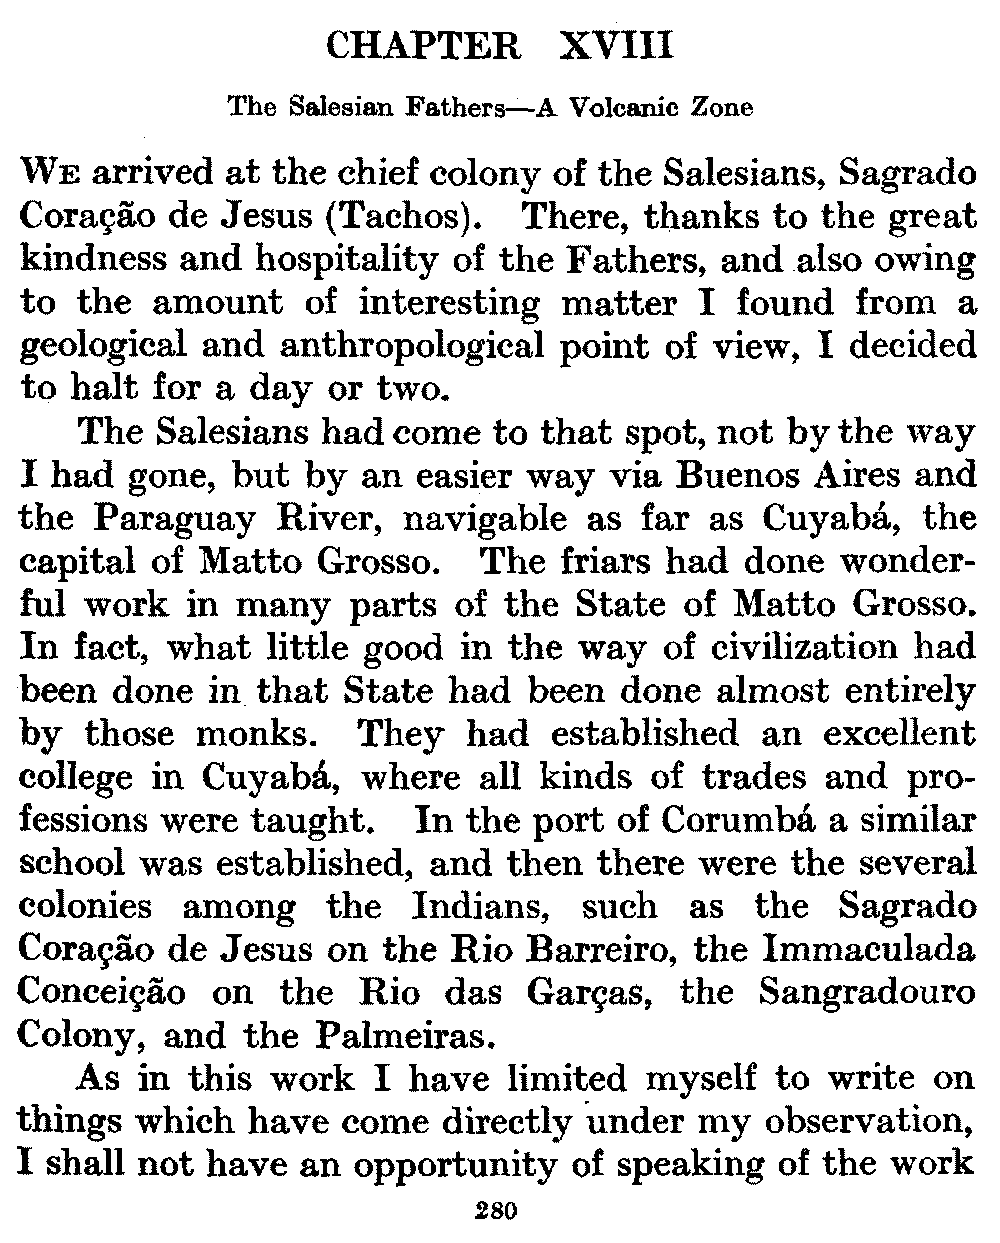 CHAPTER XVIII
The Salesian Fathers—A Volcanic Zone
WE arrived at the chief colony of the Salesians, Sagrado
Coração de Jesus (Tachos). There, thanks to the great
kindness and hospitality of the Fathers, and also owing
to the amount of interesting matter I found from a
geological and anthropological point of view, I decided
to halt for a day or two.
The Salesians had come to that spot, not by the way
I had gone, but by an easier way via Buenos Aires and
the Paraguay River, navigable as far as Cuyabá, the
capital of Matto Grosso. The friars had done wonder-
ful work in many parts of the State of Matto Grosso.
In fact, what little good in the way of civilization had
been done in that State had been done almost entirely
by those monks. They had established an excellent
college in Cuyabá, where all kinds of trades and pro-
fessions were taught. In the port of Corumbá a similar
school was established, and then there were the several
colonies among the Indians, such as the Sagrado
Coração de Jesus on the Rio Barreiro, the Immaculada
Conceição on the Rio das Garças, the Sangradouro
Colony, and the Palmeiras.
As in this work I have limited myself to write on
things which have come directly under my observation,
I shall not have an opportunity of speaking of the work
280